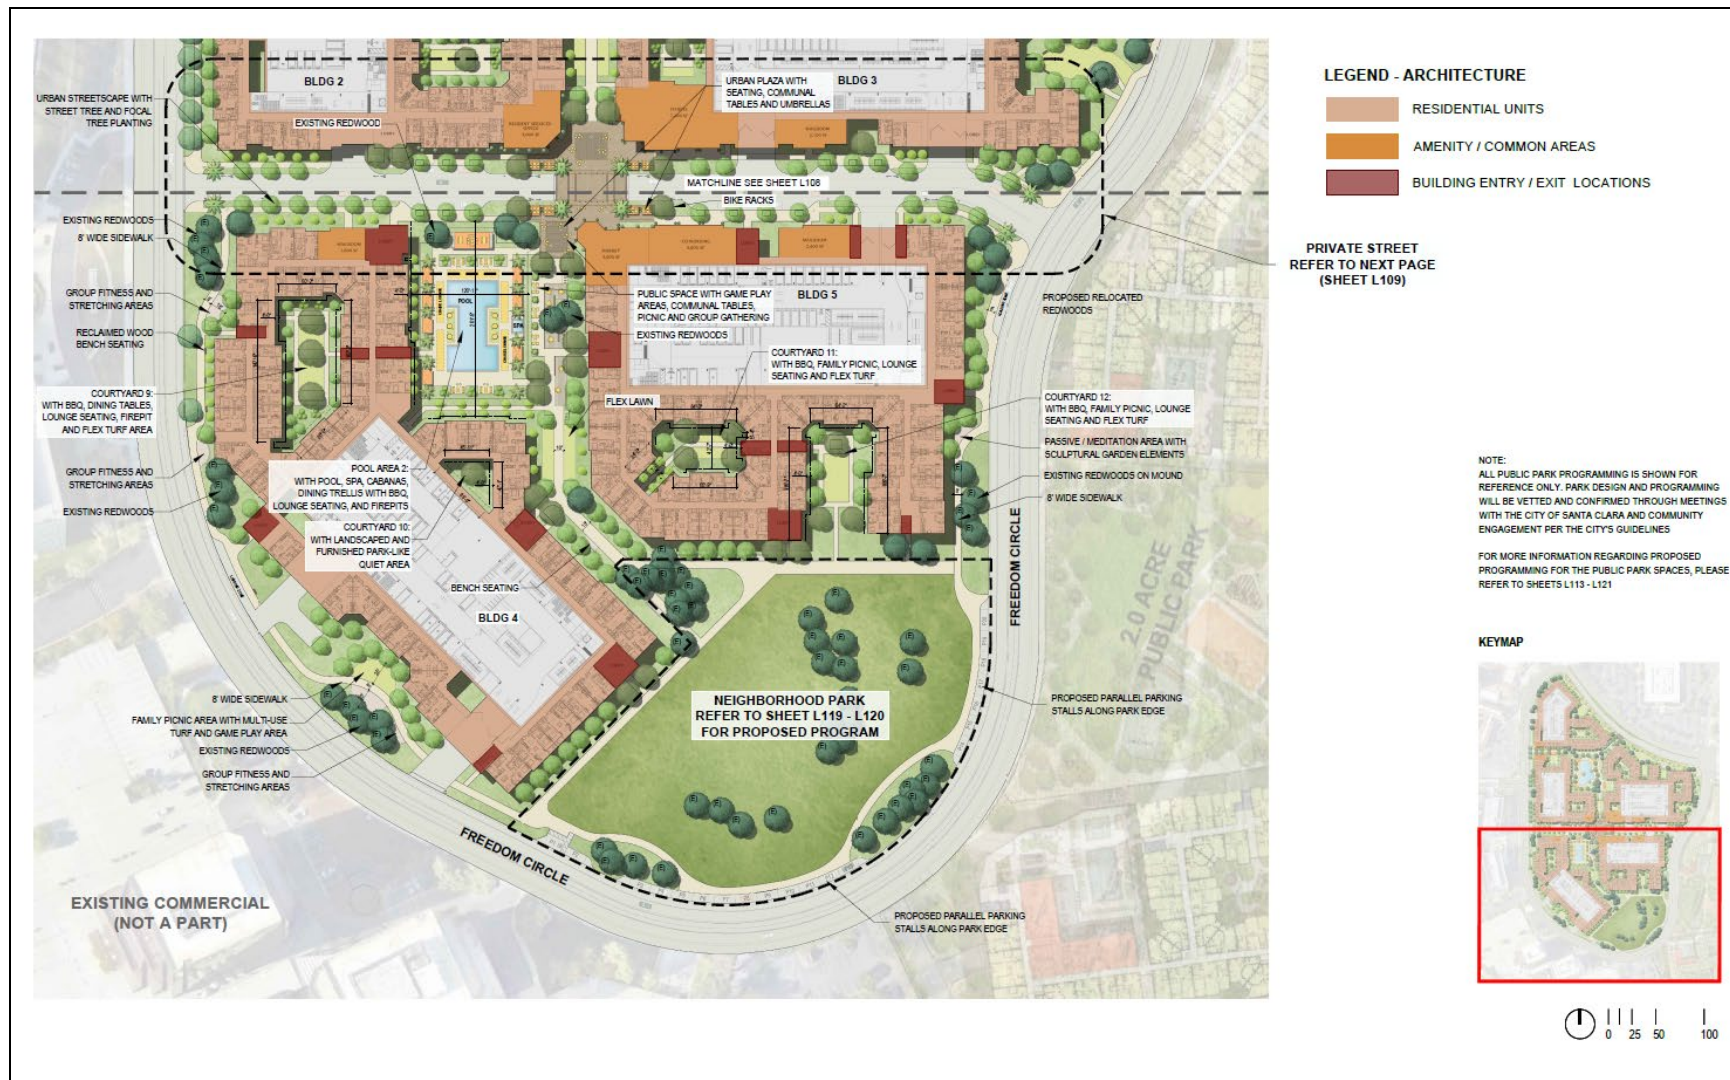 BLDG 2
BLDG 3
URBAN STREETSCAPE WITH
STREET TREE AND FOCAL
TREE PLANTING
EXISTING REDWOOD
URBAN PLAZA WITH
SEATING, COMMUNAL
TABLES AND UMBRELLAS
MATCHLINE SEE SHEET L108
BIKE RACKS
EXISTING REDWOODS
8' WIDE SIDEWALK
GROUP FITNESS AND
STRETCHING AREAS
RECLAIMED WOOD
BENCH SEATING
COURTYARD 9:
WITH BBQ, DINING TABLES,
LOUNGE SEATING, FIREPIT
AND FLEX TURF AREA
GROUP FITNESS AND
STRETCHING AREAS
EXISTING REDWOODS
POOL
SPA
PUBLIC SPACE WITH GAME PLAY
AREAS, COMMUNAL TABLES,
PICNIC AND GROUP GATHERING
EXISTING REDWOODS
BLDG 5
COURTYARD 11:
WITH BBQ, FAMILY PICNIC, LOUNGE
SEATING AND FLEX TURF
FLEX LAWN
PROPOSED RELOCATED
REDWOODS
COURTYARD 12:
WITH BBQ, FAMILY PICNIC, LOUNGE
SEATING AND FLEX TURF
PASSIVE / MEDITATION AREA WITH
SCULPTURAL GARDEN ELEMENTS
EXISTING REDWOODS ON MOUND
8' WIDE SIDEWALK
POOL AREA 2:
WITH POOL, SPA, CABANAS,
DINING TRELLIS WITH BBQ,
LOUNGE SEATING, AND FIREPITS
COURTYARD 10:
WITH LANDSCAPED AND
FURNISHED PARK-LIKE
QUIET AREA
BENCH SEATING
BLDG 4
FREEDOM CIRCLE
2.0 ACRE
PUBLIC PARK
8' WIDE SIDEWALK
FAMILY PICNIC AREA WITH MULTI-USE
TURF AND GAME PLAY AREA
EXISTING REDWOODS
GROUP FITNESS AND
STRETCHING AREAS
NEIGHBORHOOD PARK
REFER TO SHEET L119 - L120
FOR PROPOSED PROGRAM
PROPOSED PARALLEL PARKING
STALLS ALONG PARK EDGE
FREEDOM CIRCLE
EXISTING COMMERCIAL
(NOT A PART)
PROPOSED PARALLEL PARKING
STALLS ALONG PARK EDGE
LEGEND - ARCHITECTURE
RESIDENTIAL UNITS
AMENITY / COMMON AREAS
BUILDING ENTRY / EXIT LOCATIONS
PRIVATE STREET
REFER TO NEXT PAGE
(SHEET L109)
NOTE:
ALL PUBLIC PARK PROGRAMMING IS SHOWN FOR
REFERENCE ONLY. PARK DESIGN AND PROGRAMMING
WILL BE VETTED AND CONFIRMED THROUGH MEETINGS
WITH THE CITY OF SANTA CLARA AND COMMUNITY
ENGAGEMENT PER THE CITY'S GUIDELINES
FOR MORE INFORMATION REGARDING PROPOSED
PROGRAMMING FOR THE PUBLIC PARK SPACES, PLEASE
REFER TO SHEETS L113 - L121
KEYMAP
0 25 50 100